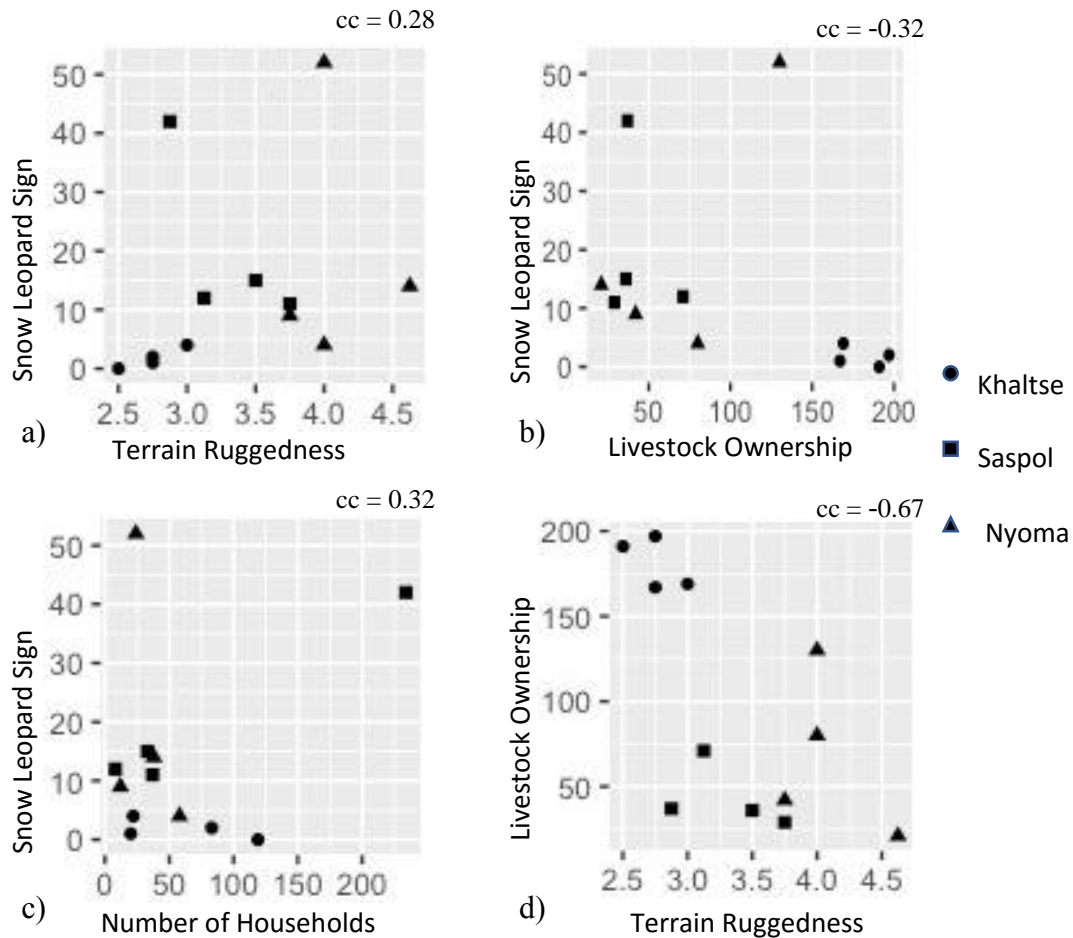 cc = 0.28
50
40
30
20
10
0
Snow Leopard Sign
2.5 3.0 3.5 4.0 4.5
a)
Terrain Ruggedness
cc = -0.32
50
40
30
20
10
0
Snow Leopard Sign
50 100 150 200
b)
Livestock Ownership
Khaltse
Saspol
Nyoma
cc = 0.32
50
40
30
20
10
0
Snow Leopard Sign
0 50 100 150 200
c)
Number of Households
cc = -0.67
200
150
100
50
Livestock Ownership
2.5 3.0 3.5 4.0 4.5
d)
Terrain Ruggedness